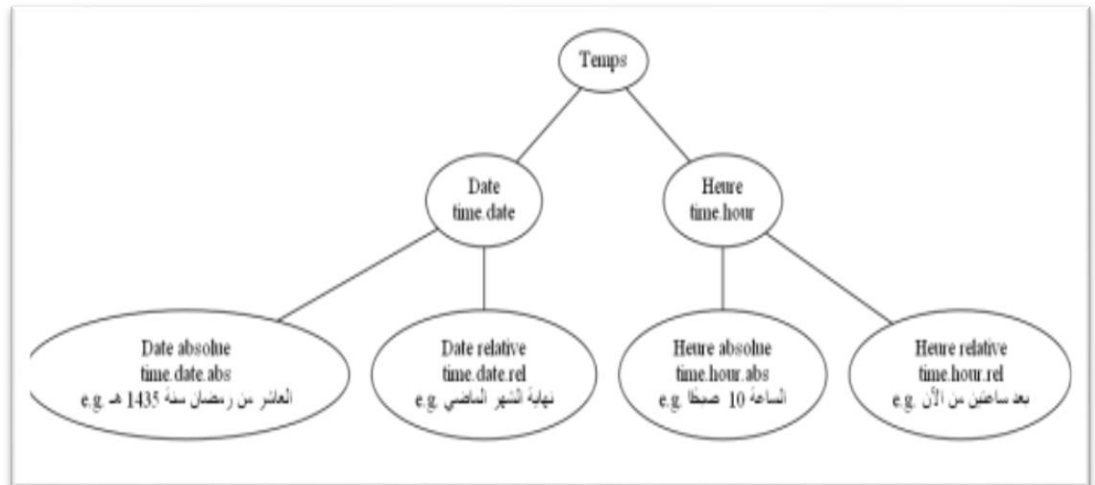 Temps
Date
time.date
Heure
time.hour
Date absolue
time.date.abs
e.g. العاشر من رمضان سنة 1435 هـ
Date relative
time.date.rel
e.g. نهاية الشهر الماضي
Heure absolue
time.hour.abs
e.g. الساعة 10 صبحًا
Heure relative
time.hour.rel
e.g. بعد ساعتين من الأن